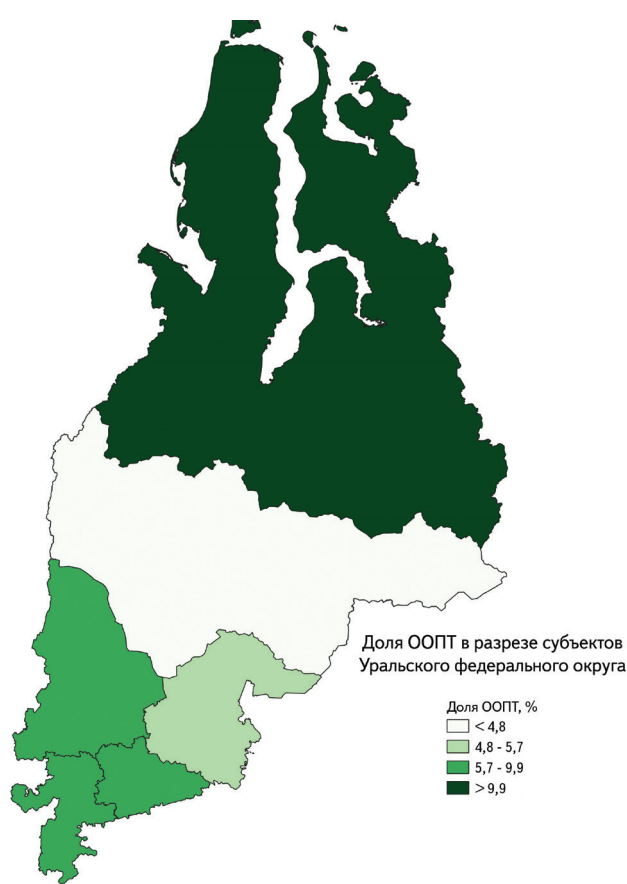 Доля ООПТ в разрезе субъектов
Уральского федерального округа
Доля ООПТ, %
< 4,8
4,8 - 5,7
5,7 - 9,9
> 9,9